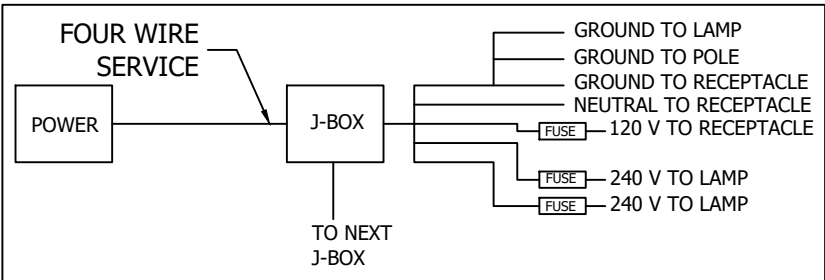 FOUR WIRE
SERVICE
POWER
J-BOX
TO NEXT
J-BOX
GROUND TO LAMP
GROUND TO POLE
GROUND TO RECEPTACLE
NEUTRAL TO RECEPTACLE
FUSE 120 V TO RECEPTACLE
FUSE 240 V TO LAMP
FUSE 240 V TO LAMP